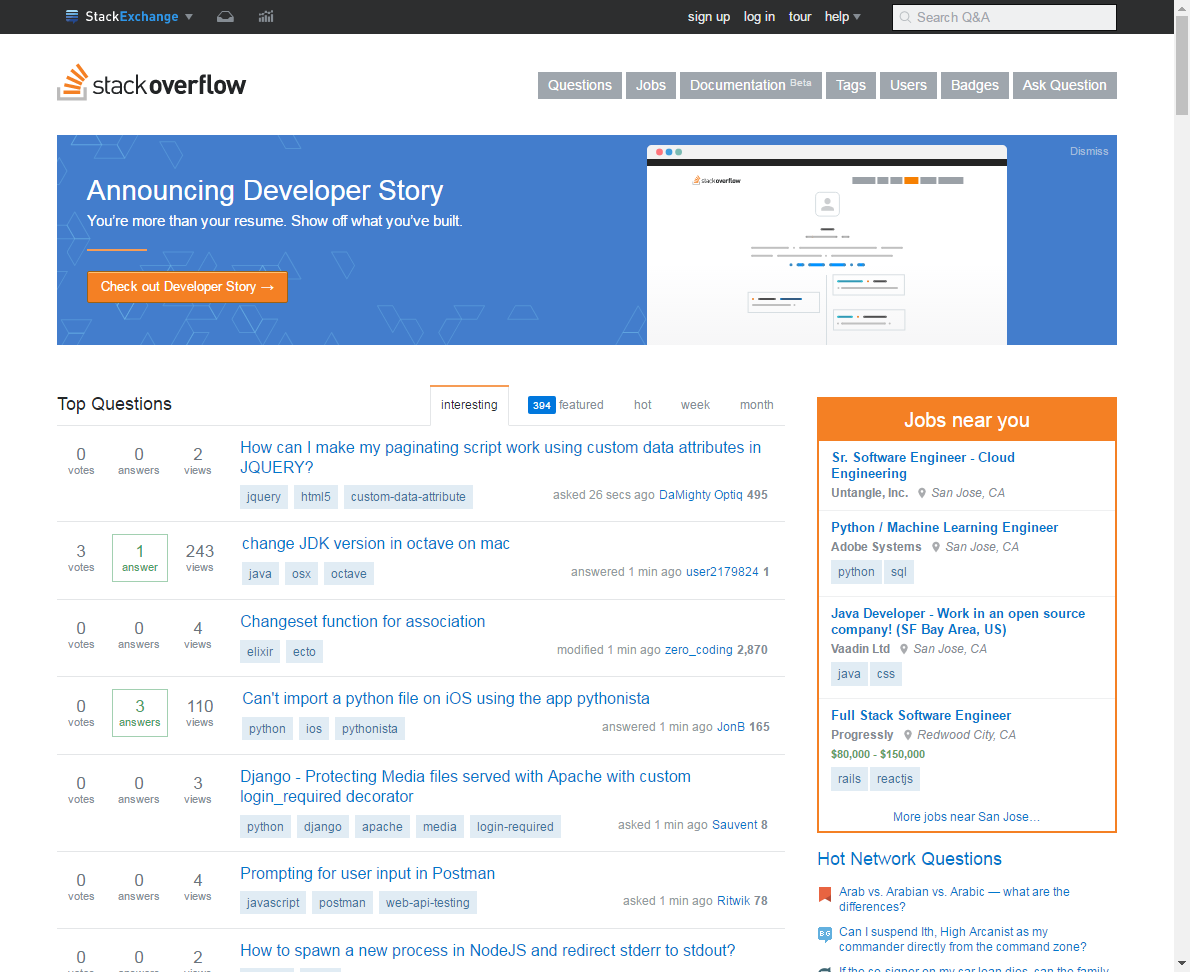 StackExchange
sign up log in tour help
Search Q&A
stackoverflow
Questions Jobs Documentation Beta Tags Users Badges Ask Question
Dismiss
Announcing Developer Story
You're more than your resume. Show off what you've built.
Check out Developer Story →
stackoverflow
Top Questions
interesting 394 featured hot week month
0 votes 0 answers 2 views
How can I make my paginating script work using custom data attributes in
JQUERY?
jquery html5 custom-data-attribute
asked 26 secs ago DaMighty Optiq 495
3 votes 1 answer 243 views
change JDK version in octave on mac
java osx octave
answered 1 min ago user2179824 1
0 votes 0 answers 4 views
Changeset function for association
elixir ecto
modified 1 min ago zero_coding 2,870
0 votes 3 answers 110 views
Can't import a python file on iOS using the app pythonista
python ios pythonista
answered 1 min ago JonB 165
0 votes 0 answers 3 views
Django - Protecting Media files served with Apache with custom
login_required decorator
python django apache media login-required
asked 1 min ago Sauvent 8
0 votes 0 answers 4 views
Prompting for user input in Postman
javascript postman web-api-testing
asked 1 min ago Ritwik 78
0 0 2
How to spawn a new process in NodeJS and redirect stderr to stdout?
Jobs near you
Sr. Software Engineer - Cloud
Engineering
Untangle, Inc. San Jose, CA
Python / Machine Learning Engineer
Adobe Systems San Jose, CA
python sql
Java Developer - Work in an open source
company! (SF Bay Area, US)
Vaadin Ltd San Jose, CA
java css
Full Stack Software Engineer
Progressly Redwood City, CA
$80,000 - $150,000
rails reactjs
More jobs near San Jose...
Hot Network Questions
Arab vs. Arabian vs. Arabic — what are the
differences?
Can I suspend Ith, High Arcanist as my
commander directly from the command zone?
If the co-signer on my car loan dies, can the family